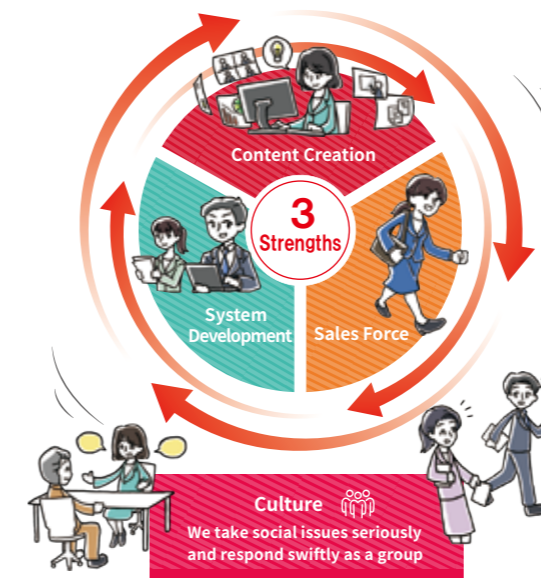 Content Creation
3
Strengths
System
Development
Sales Force
Culture
We take social issues seriously
and respond swiftly as a group